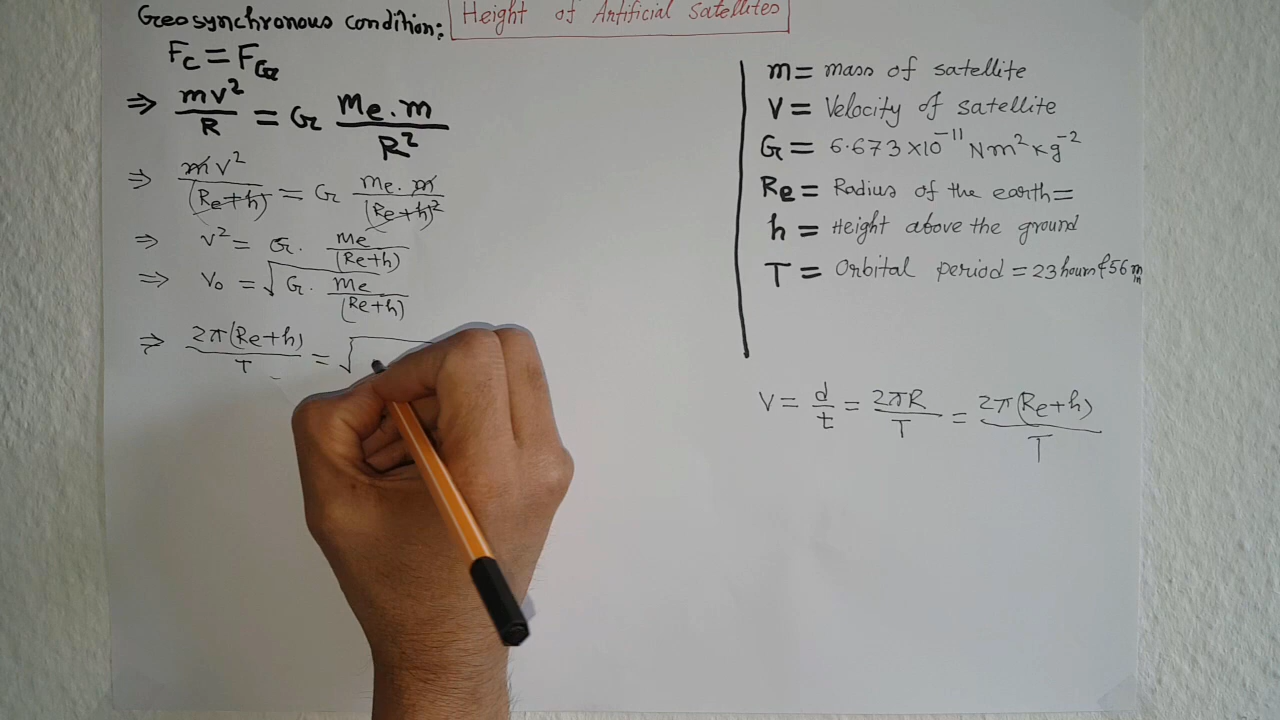 Geosynchronous condition: Height of Artificial Satellites
Fc = FG
⇒ mv²/R = G Me.m/R²
⇒ mv²/(Re+h) = G Me.m/(Re+h)²
⇒ v² = G. Me/(Re+h)
⇒ Vo = √(G. Me/(Re+h))
⇒ 2π(Re+h)/T = √
m = mass of satellite
V = Velocity of satellite
G = 6.673×10⁻¹¹ Nm²Kg⁻²
Re = Radius of the earth=
h = Height above the ground
T = Orbital period = 23 hours & 56 min
V = d/t = 2πR/T = 2π(Re+h)/T